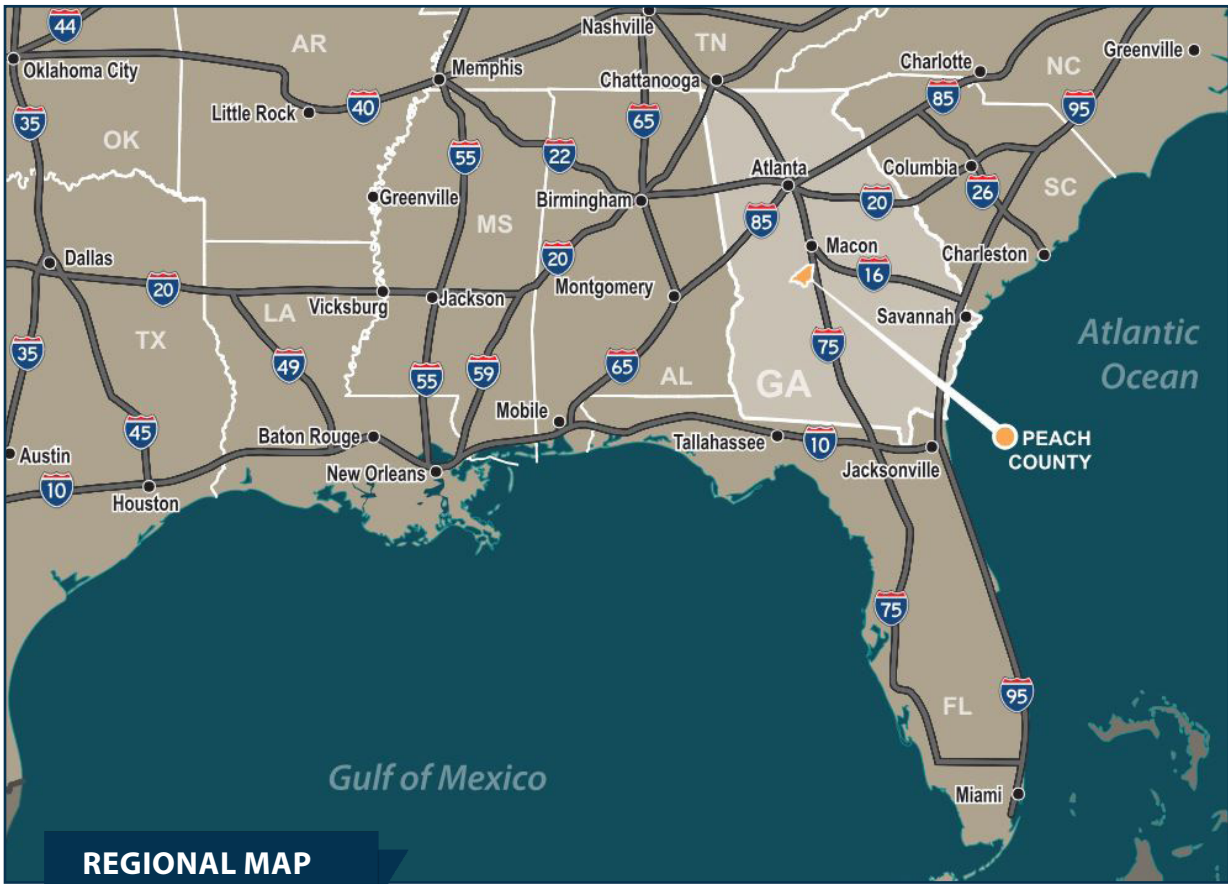 44
AR
Nashville
TN
Charlotte
NC
Greenville
Oklahoma City
Memphis
Chattanooga
85
95
35
Little Rock
40
65
OK
55
22
Atlanta
Columbia
26
SC
Greenville
Birmingham
20
MS
85
Dallas
20
Macon
16
Charleston
20
Vicksburg
Jackson
Montgomery
LA
Savannah
Atlantic
Ocean
TX
35
49
55
59
65
AL
75
GA
45
Baton Rouge
Mobile
Tallahassee
10
Jacksonville
PEACH
COUNTY
Austin
10
Houston
New Orleans
75
95
FL
Gulf of Mexico
Miami
REGIONAL MAP